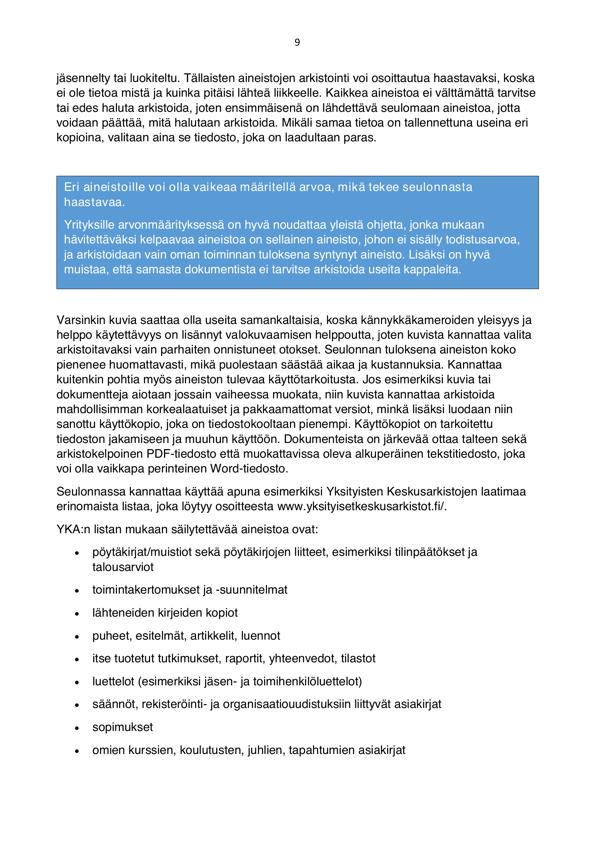 9
jäsennelty tai luokiteltu. Tällaisten aineistojen arkistointi voi osoittautua haastavaksi, koska
ei ole tietoa mistä ja kuinka pitäisi lähteä liikkeelle. Kaikkea aineistoa ei välttämättä tarvitse
tai edes haluta arkistoida, joten ensimmäisenä on lähdettävä seulomaan aineistoa, jotta
voidaan päättää, mitä halutaan arkistoida. Mikäli samaa tietoa on tallennettuna useina eri
kopioina, valitaan aina se tiedosto, joka on laadultaan paras.
Eri aineistoille voi olla vaikeaa määritellä arvoa, mikä tekee seulonnasta
haastavaa.
Yrityksille arvonmäärityksessä on hyvä noudattaa yleistä ohjetta, jonka mukaan
hävitettäväksi kelpaavaa aineistoa on sellainen aineisto, johon ei sisälly todistusarvoa,
ja arkistoidaan vain oman toiminnan tuloksena syntynyt aineisto. Lisäksi on hyvä
muistaa, että samasta dokumentista ei tarvitse arkistoida useita kappaleita.
Varsinkin kuvia saattaa olla useita samankaltaisia, koska kännykkäkameroiden yleisyys ja
helppo käytettävyys on lisännyt valokuvaamisen helppoutta, joten kuvista kannattaa valita
arkistoitavaksi vain parhaiten onnistuneet otokset. Seulonnan tuloksena aineiston koko
pienenee huomattavasti, mikä puolestaan säästää aikaa ja kustannuksia. Kannattaa
kuitenkin pohtia myös aineiston tulevaa käyttötarkoitusta. Jos esimerkiksi kuvia tai
dokumentteja aiotaan jossain vaiheessa muokata, niin kuvista kannattaa arkistoida
mahdollisimman korkealaatuiset ja pakkaamattomat versiot, minkä lisäksi luodaan niin
sanottu käyttökopio, joka on tiedostokooltaan pienempi. Käyttökopiot on tarkoitettu
tiedoston jakamiseen ja muuhun käyttöön. Dokumenteista on järkevää ottaa talteen sekä
arkistokelpoinen PDF-tiedosto että muokattavissa oleva alkuperäinen tekstitiedosto, joka
voi olla vaikkapa perinteinen Word-tiedosto.
Seulonnassa kannattaa käyttää apuna esimerkiksi Yksityisten Keskusarkistojen laatimaa
erinomaista listaa, joka löytyy osoitteesta www.yksityisetkeskusarkistot.fi/.
YKA:n listan mukaan säilytettävää aineistoa ovat:
• pöytäkirjat/muistiot sekä pöytäkirjojen liitteet, esimerkiksi tilinpäätökset ja
talousarviot
• toimintakertomukset ja -suunnitelmat
• lähteneiden kirjeiden kopiot
• puheet, esitelmät, artikkelit, luennot
• itse tuotetut tutkimukset, raportit, yhteenvedot, tilastot
• luettelot (esimerkiksi jäsen- ja toimihenkilöluettelot)
• säännöt, rekisteröinti- ja organisaatiouudistuksiin liittyvät asiakirjat
• sopimukset
• omien kurssien, koulutusten, juhlien, tapahtumien asiakirjat